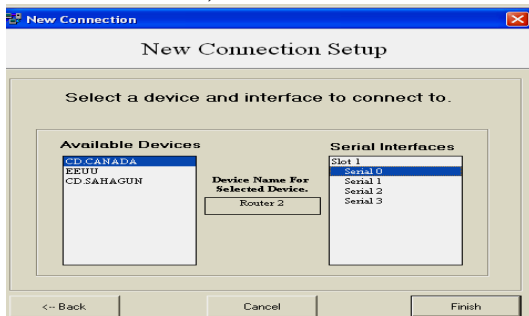 New Connection
New Connection Setup
Select a device and interface to connect to.
Available Devices
CD.CANADA
EEUU
CD.SAHAGUN
Device Name For
Selected Device.
Router 2
Serial Interfaces
Slot 1
Serial 0
Serial 1
Serial 2
Serial 3
<-- Back
Cancel
Finish